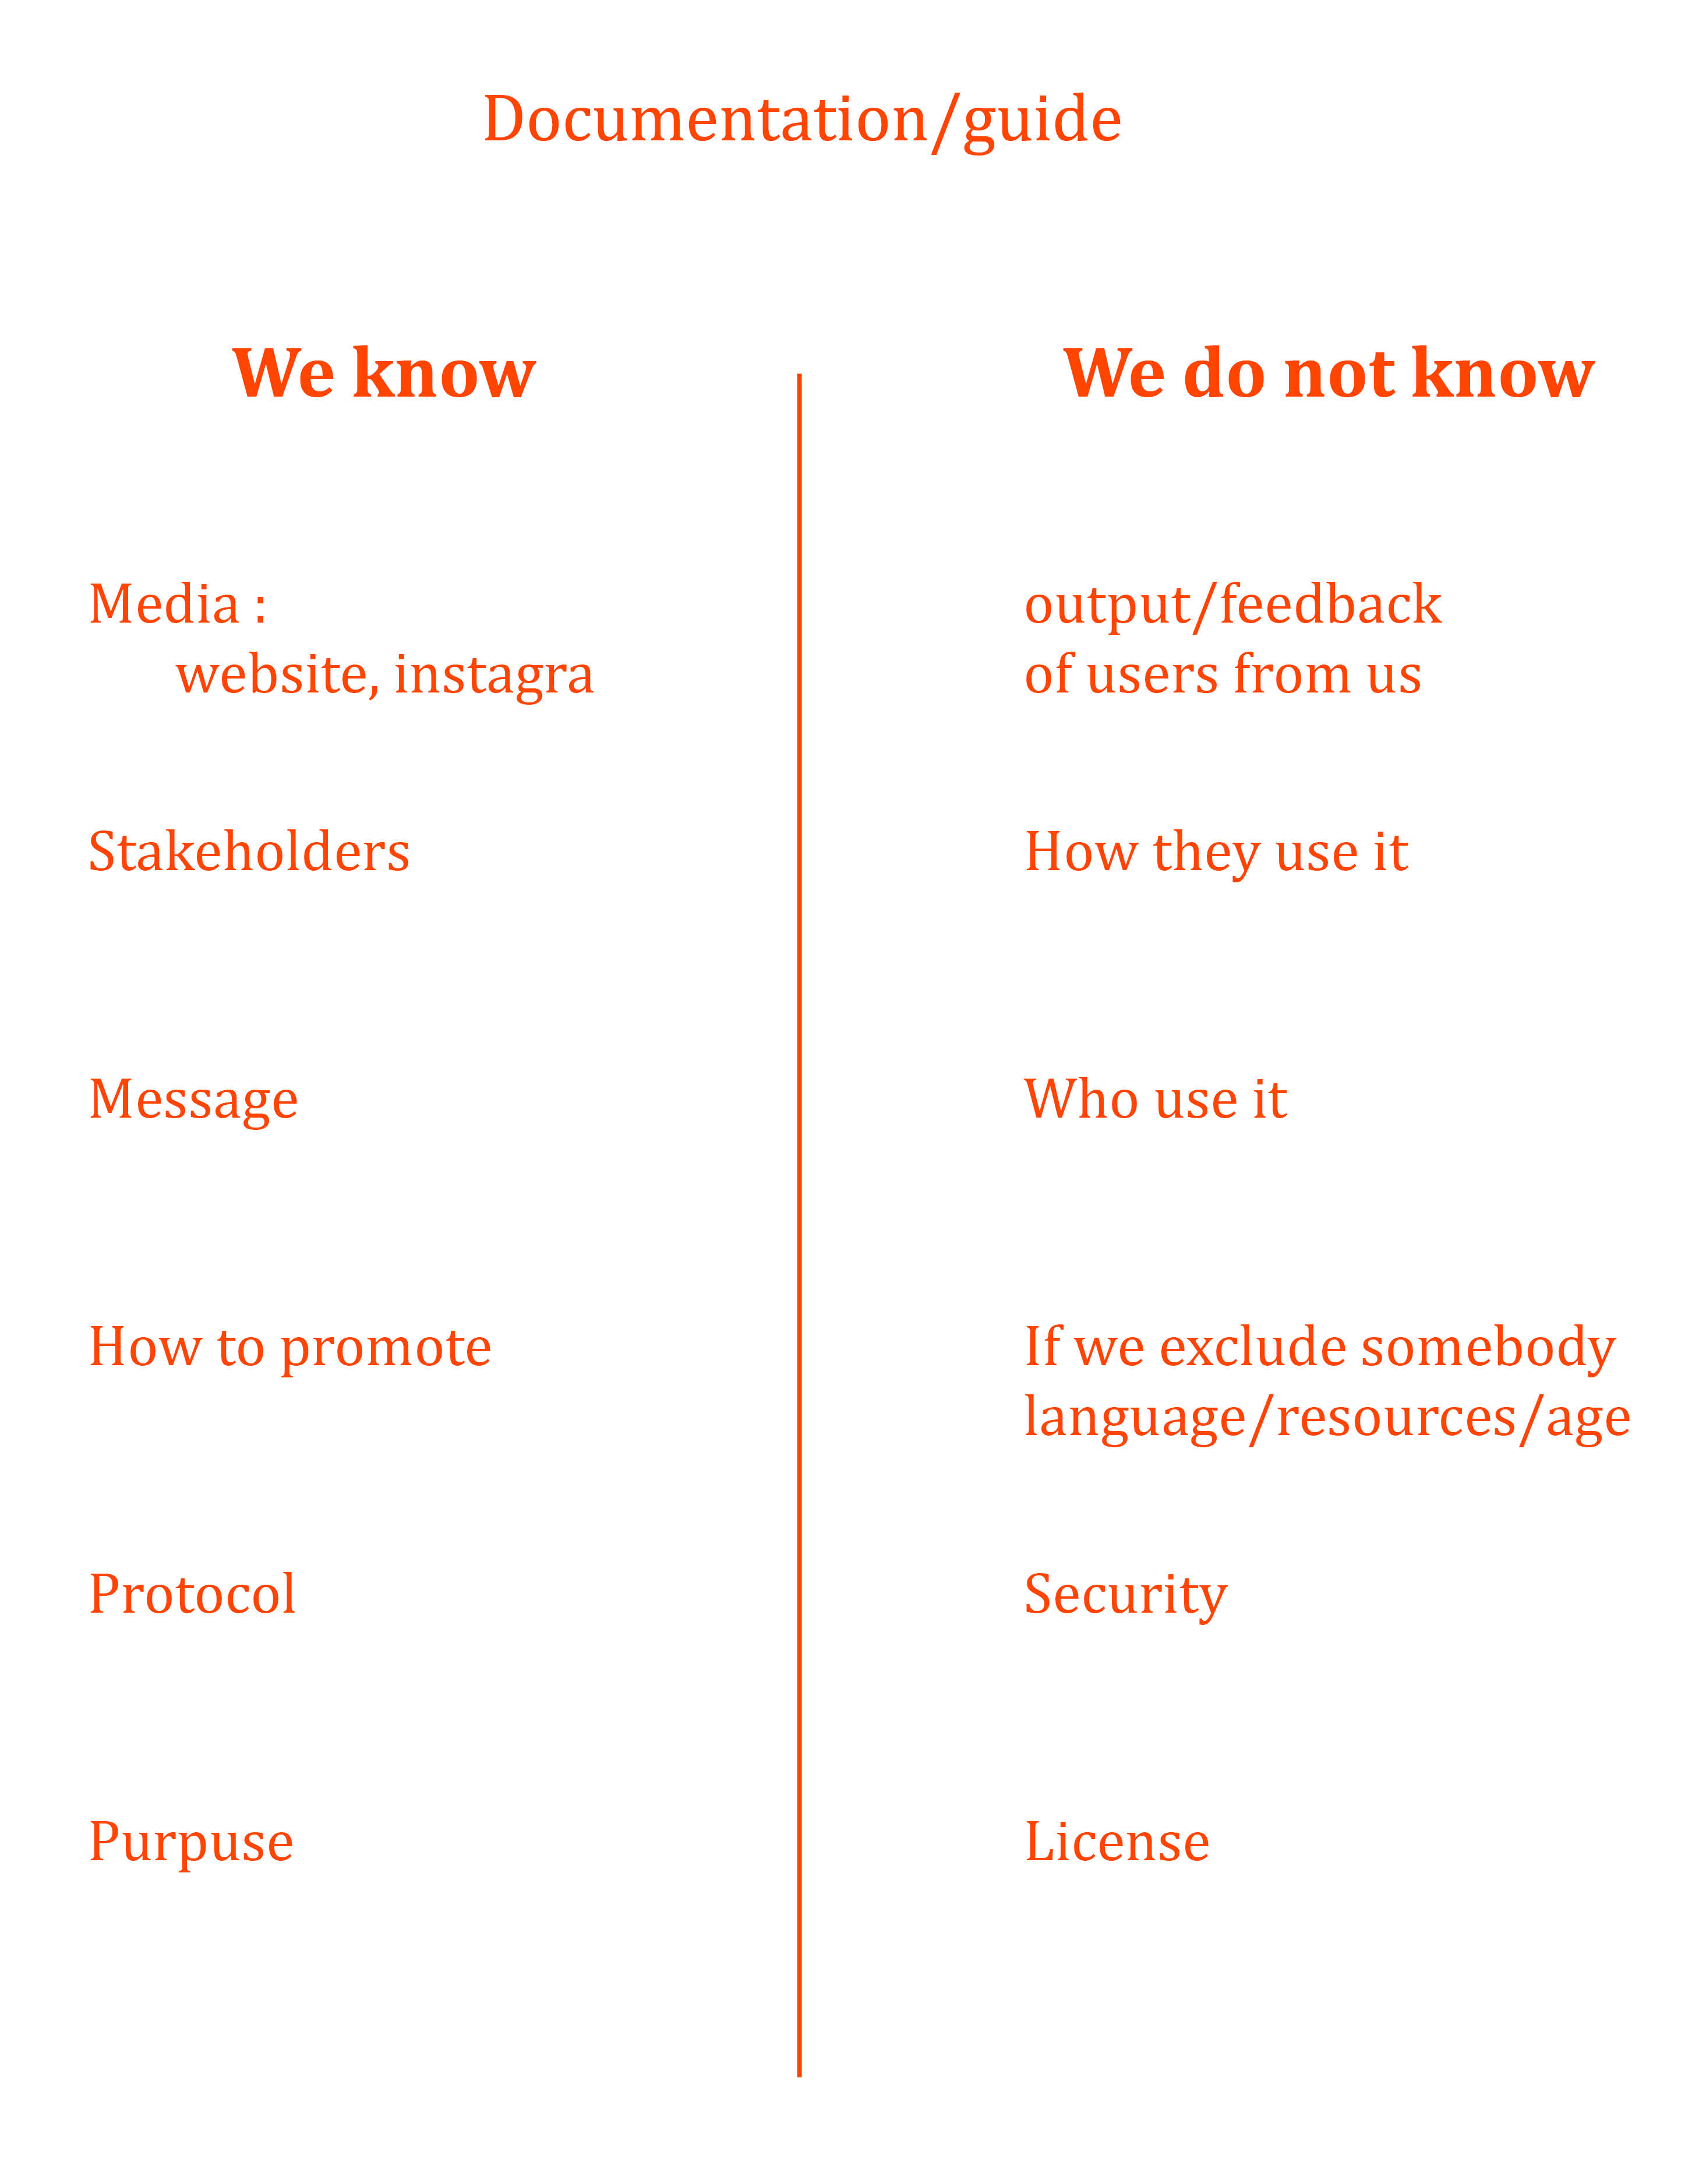 Documentation/guide
We know
Media :
website, instagra
Stakeholders
Message
How to promote
Protocol
Purpuse
We do not know
output/feedback
of users from us
How they use it
Who use it
If we exclude somebody
language/resources/age
Security
License